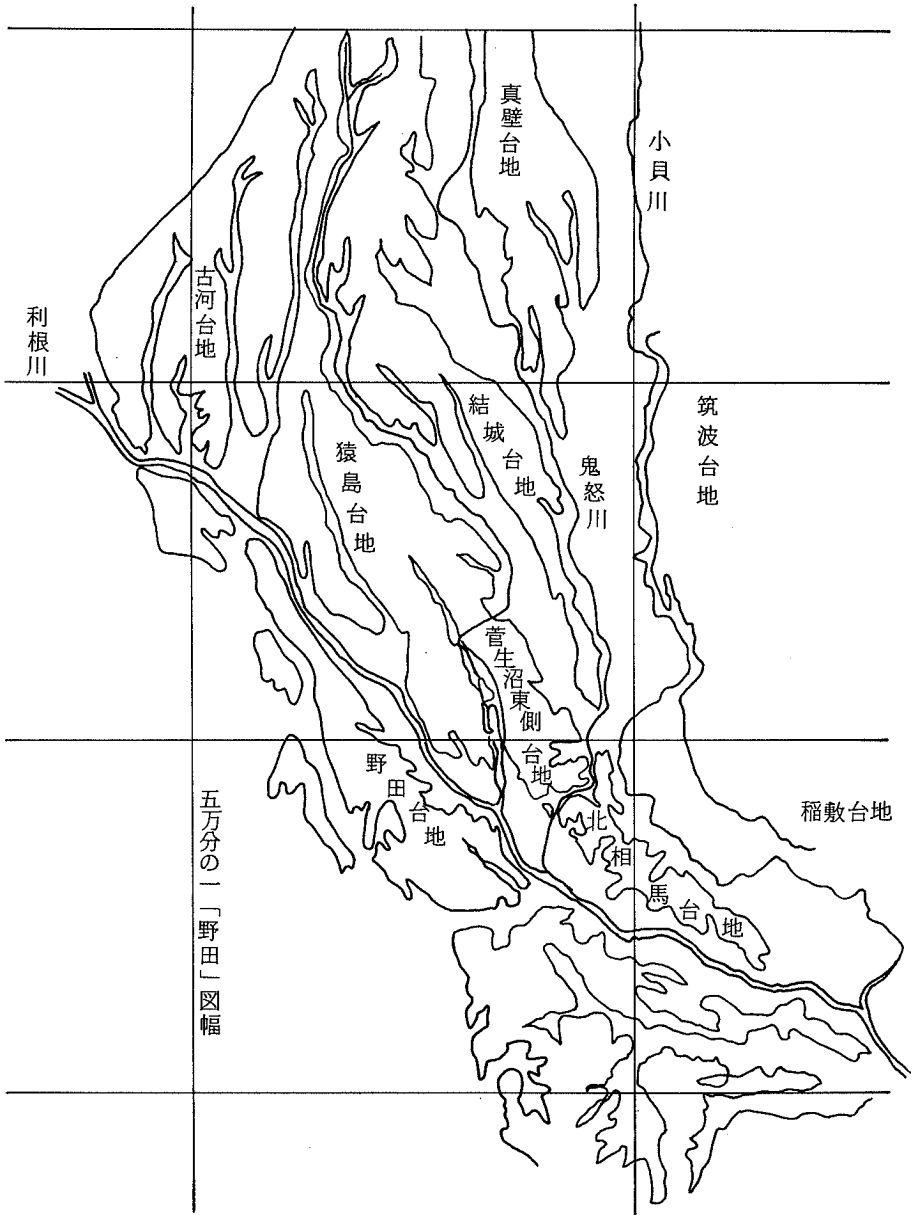 真壁台地
小貝川
古河台地
利根川
結城台地
筑波台地
猿島台地
鬼怒川
菅生沼東側台地
野田台地
五万分の一「野田」図幅
稲敷台地
北相馬台地